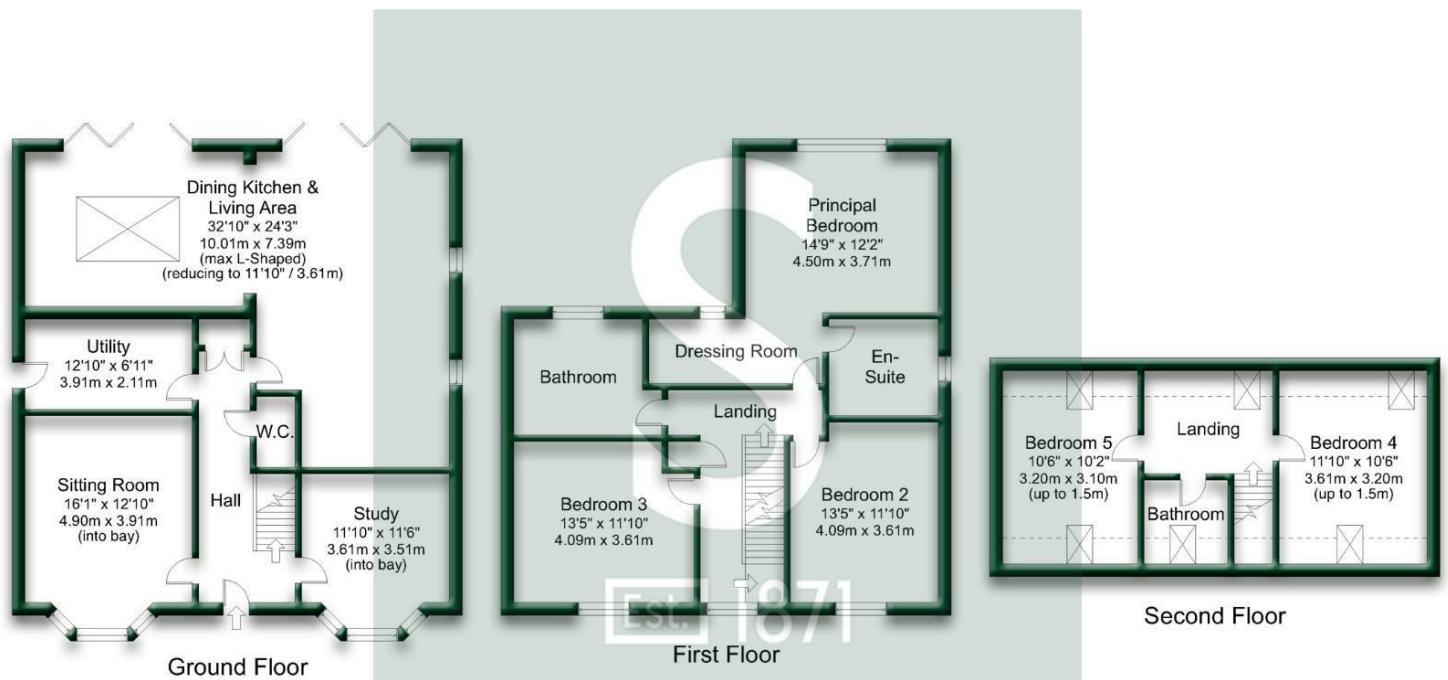 Dining Kitchen &
Living Area
32'10" x 24'3"
10.01m x 7.39m
(max L-Shaped)
(reducing to 11'10" / 3.61m)
Utility
12'10" x 6'11"
3.91m x 2.11m
W.C.
Sitting Room
16'1" x 12'10"
4.90m x 3.91m
(into bay)
Hall
Study
11'10" x 11'6"
3.61m x 3.51m
(into bay)
Ground Floor
Principal
Bedroom
14'9" x 12'2"
4.50m x 3.71m
Dressing Room
En-
Suite
Bathroom
Landing
Bedroom 3
13'5" x 11'10"
4.09m x 3.61m
Bedroom 2
13'5" x 11'10"
4.09m x 3.61m
First Floor
Bedroom 5
10'6" x 10'2"
3.20m x 3.10m
(up to 1.5m)
Landing
Bathroom
Bedroom 4
11'10" x 10'6"
3.61m x 3.20m
(up to 1.5m)
Second Floor
S
Est. 1871